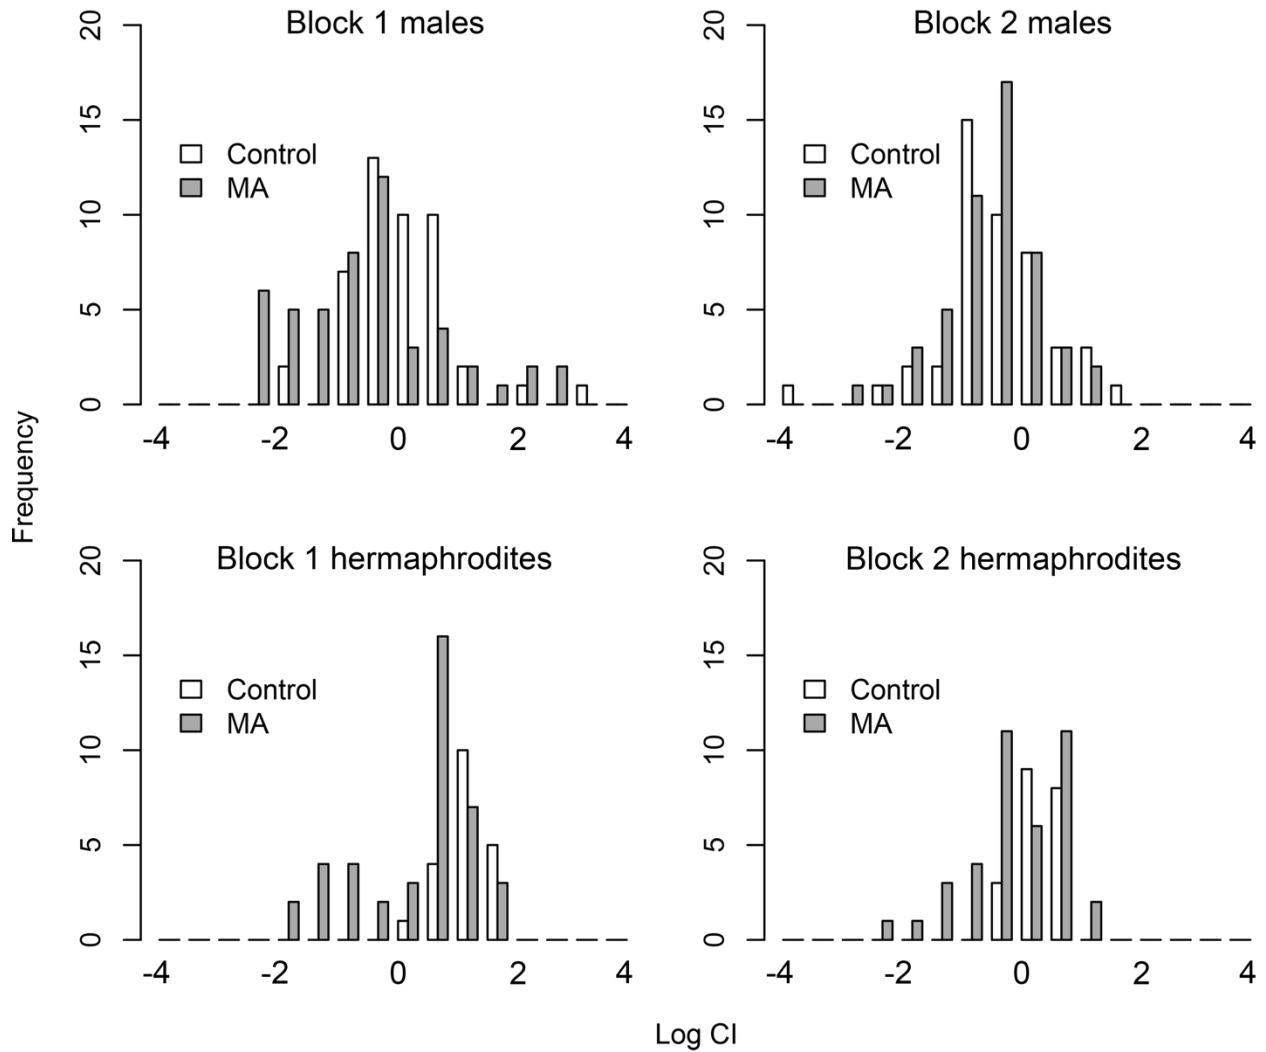 Block 1 males
20
15
10
5
0
Control
MA
-4 -2 0 2 4
Block 2 males
20
15
10
5
0
Control
MA
-4 -2 0 2 4
Frequency
Block 1 hermaphrodites
20
15
10
5
0
Control
MA
-4 -2 0 2 4
Block 2 hermaphrodites
20
15
10
5
0
Control
MA
-4 -2 0 2 4
Log CI